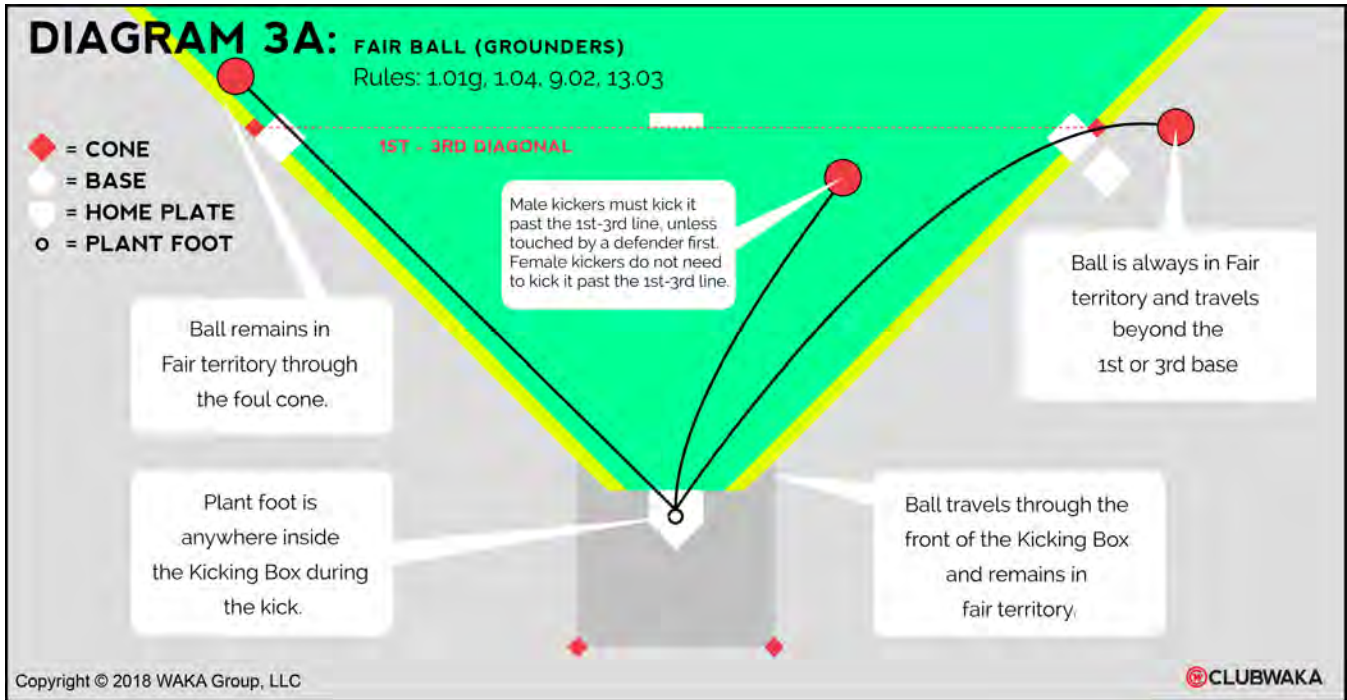 DIAGRAM 3A: FAIR BALL (GROUNDERS)
Rules: 1.01g, 1.04, 9.02, 13.03
= CONE
= BASE
= HOME PLATE
= PLANT FOOT
1ST - 3RD DIAGONAL
Male kickers must kick it
past the 1st-3rd line, unless
touched by a defender first.
Female kickers do not need
to kick it past the 1st-3rd line.
Ball is always in Fair
territory and travels
beyond the
1st or 3rd base
Ball remains in
Fair territory through
the foul cone.
Plant foot is
anywhere inside
the Kicking Box during
the kick.
Ball travels through the
front of the Kicking Box
and remains in
fair territory.
Copyright © 2018 WAKA Group, LLC
CLUBWAKA